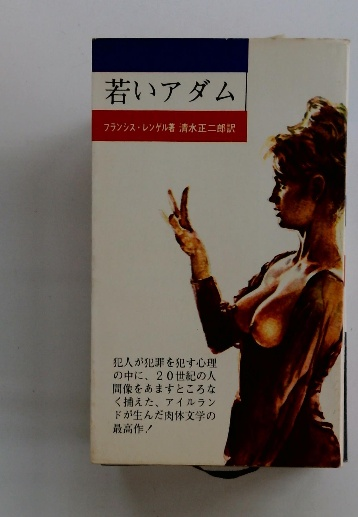 若いアダム
フランシス・レンゲル著 清水正二郎訳
犯人が犯罪を犯す心理
の中に、20世紀の人
間像をあますところな
く捕えた、アイルラン
ドが生んだ肉体文学の
最高作!